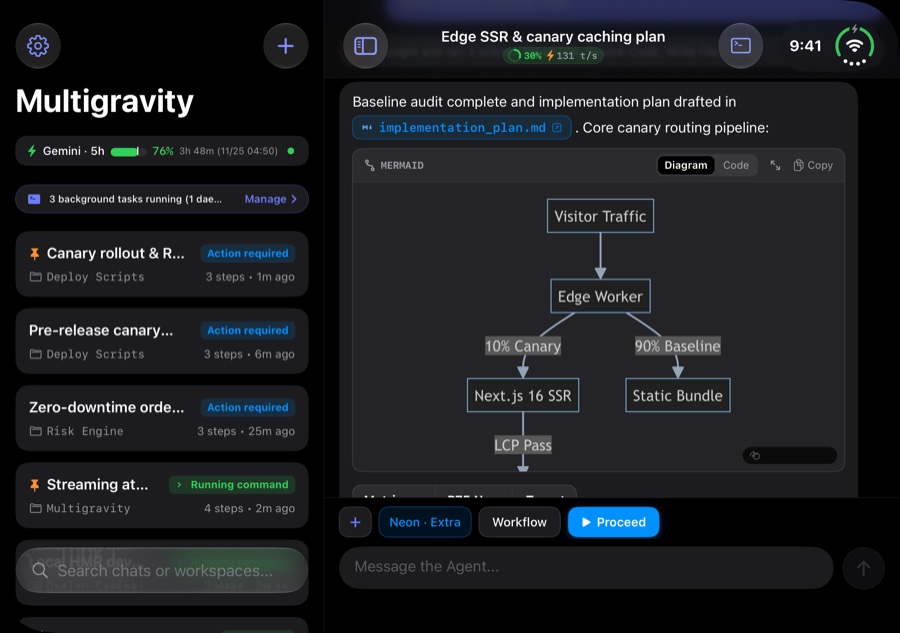 Multigravity
Gemini · 5h 76% 3h 48m (11/25 04:50)
3 background tasks running (1 dae... Manage
Canary rollout & R... Action required
Deploy Scripts 3 steps • 1m ago
Pre-release canary... Action required
Deploy Scripts 3 steps • 6m ago
Zero-downtime orde... Action required
Risk Engine 3 steps • 25m ago
Streaming at... Running command
Multigravity 4 steps • 2m ago
Search chats or workspaces...
Edge SSR & canary caching plan
30% 131 t/s
9:41
Baseline audit complete and implementation plan drafted in
implementation_plan.md . Core canary routing pipeline:
MERMAID Diagram Code Copy
Visitor Traffic
Edge Worker
10% Canary 90% Baseline
Next.js 16 SSR Static Bundle
LCP Pass
Neon · Extra Workflow Proceed
Message the Agent...